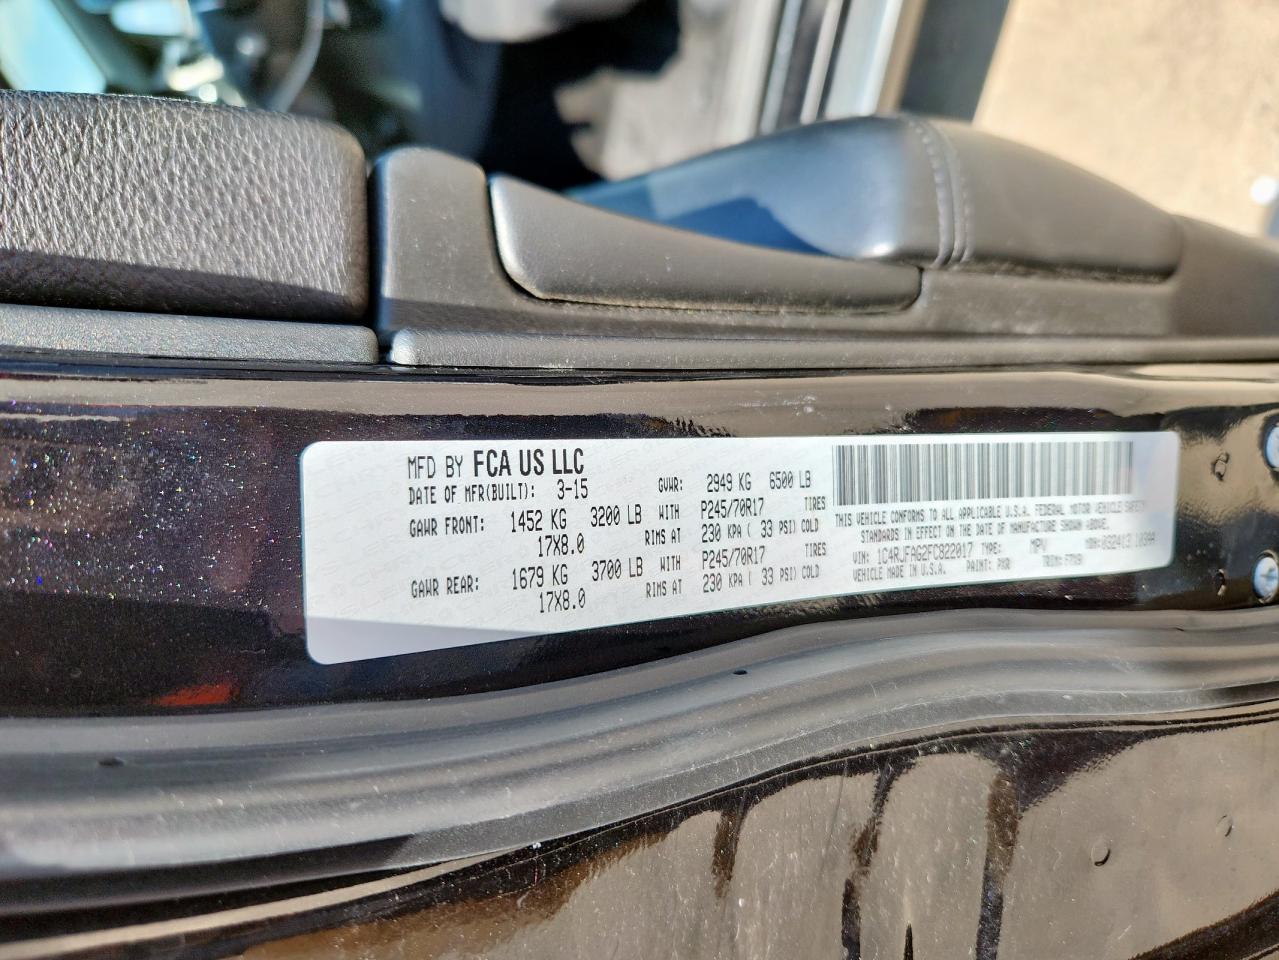 MFD BY FCA US LLC
DATE OF MFR(BUILT): 3-15 GVWR: 2949 KG 6500 LB
GAWR FRONT: 1452 KG 3200 LB WITH P245/70R17 TIRES
17X8.0 RIMS AT 230 KPA ( 33 PSI) COLD
GAWR REAR: 1679 KG 3700 LB WITH P245/70R17 TIRES
17X8.0 RIMS AT 230 KPA ( 33 PSI) COLD
THIS VEHICLE CONFORMS TO ALL APPLICABLE U.S.A. FEDERAL MOTOR VEHICLE SAFETY
STANDARDS IN EFFECT ON THE DATE OF MANUFACTURE SHOWN ABOVE.
VIN: 1C4RJFAG2FC822017 TYPE: MPV MDH:
VEHICLE MADE IN U.S.A. PAINT: PXR TRIM: